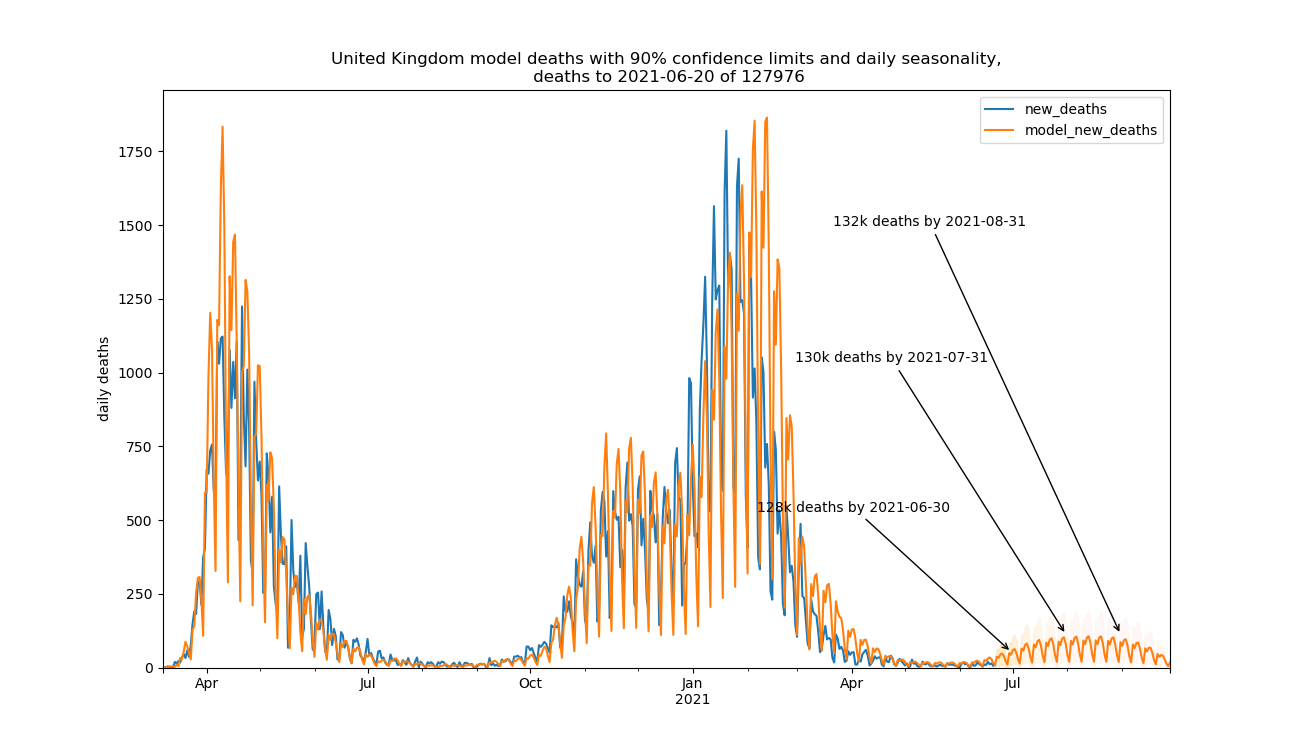 United Kingdom model deaths with 90% confidence limits and daily seasonality,
deaths to 2021-06-20 of 127976
new_deaths
model_new_deaths
daily deaths
1750
1500
1250
1000
750
500
250
0
132k deaths by 2021-08-31
130k deaths by 2021-07-31
128k deaths by 2021-06-30
Apr
Jul
Oct
Jan
2021
Apr
Jul